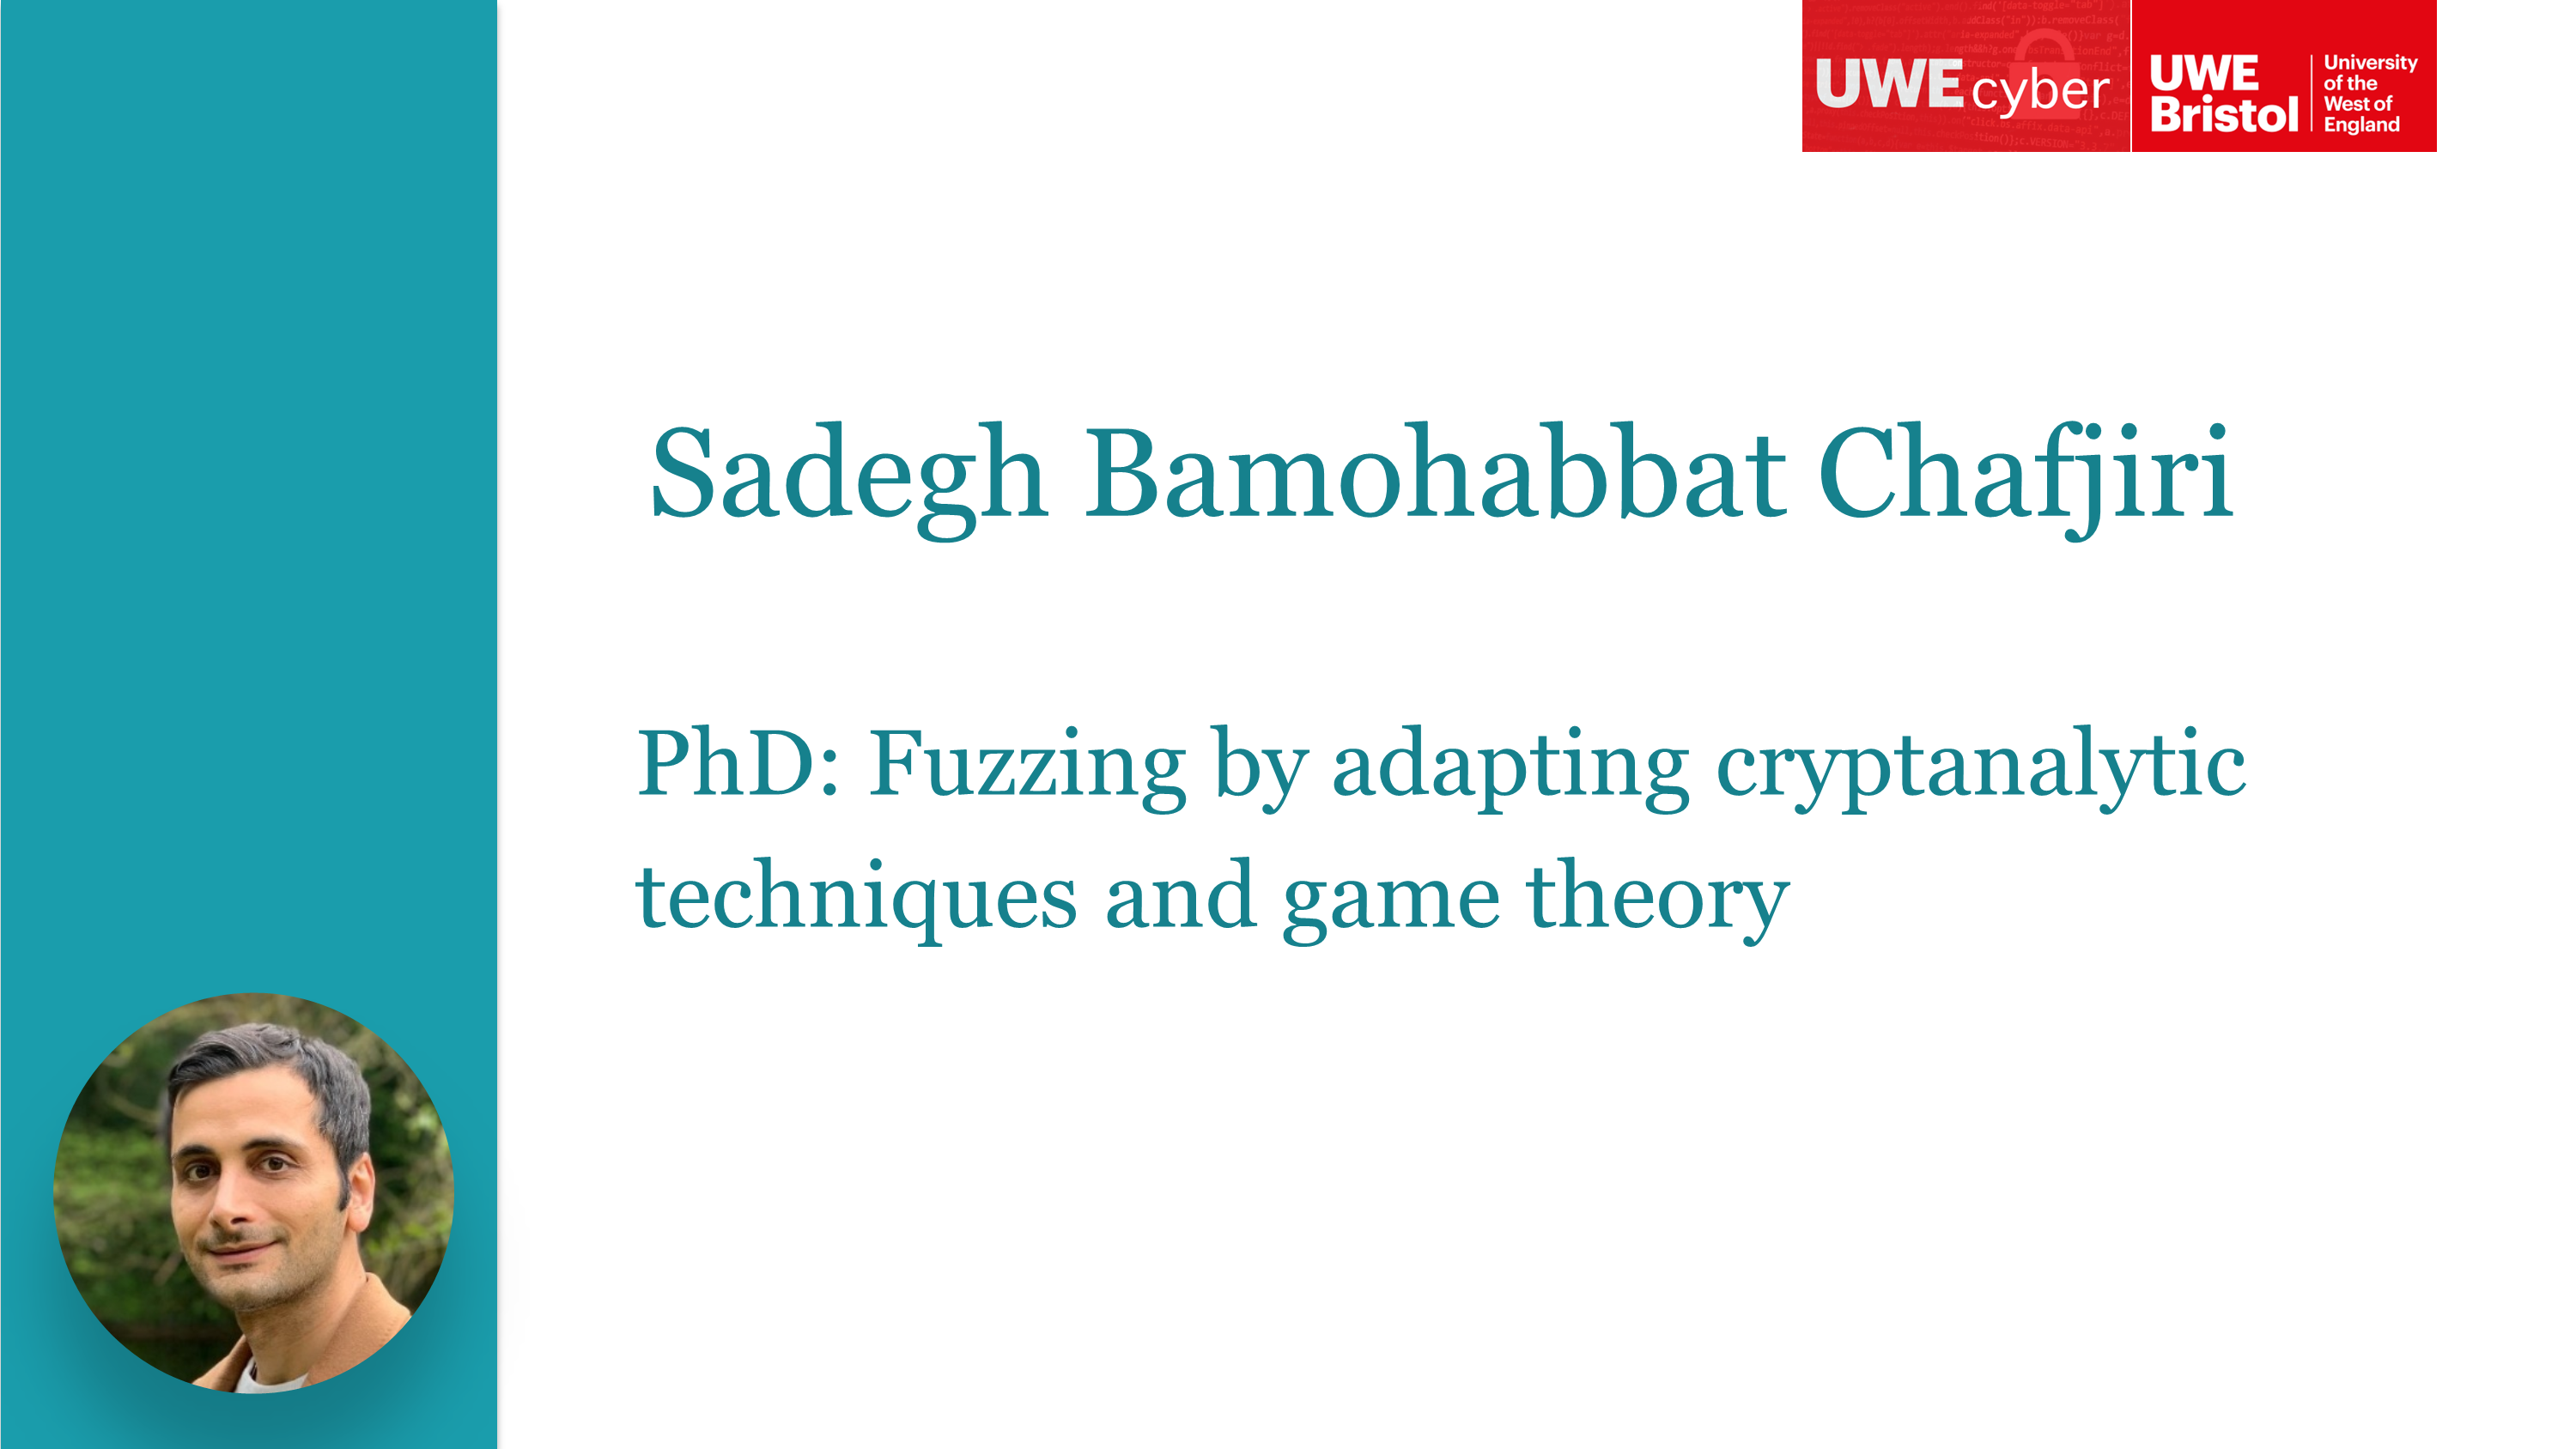 UWE cyber
UWE
Bristol
University
of the
West of
England
Sadegh Bamohabbat Chafjiri
PhD: Fuzzing by adapting cryptanalytic
techniques and game theory